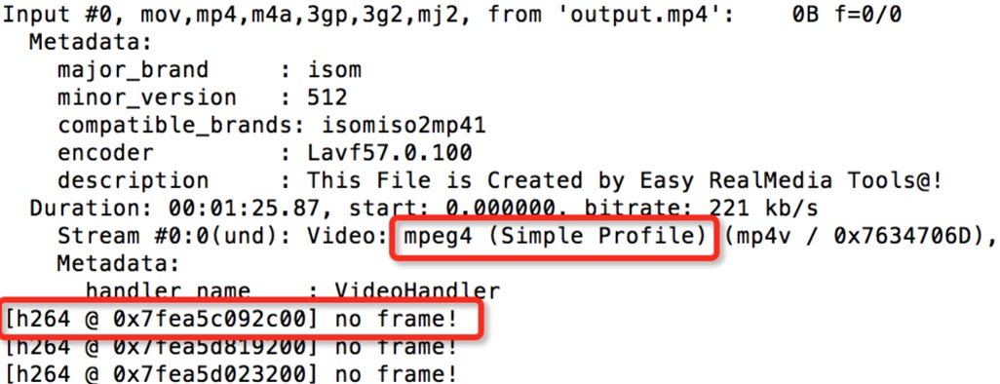 Input #0, mov,mp4,m4a,3gp,3g2,mj2, from 'output.mp4':    0B f=0/0
  Metadata:
    major_brand     : isom
    minor_version   : 512
    compatible_brands: isomiso2mp41
    encoder         : Lavf57.0.100
    description     : This File is Created by Easy RealMedia Tools@!
  Duration: 00:01:25.87, start: 0.000000, bitrate: 221 kb/s
    Stream #0:0(und): Video: mpeg4 (Simple Profile) (mp4v / 0x7634706D),
    Metadata:
      handler_name    : VideoHandler
[h264 @ 0x7fea5c092c00] no frame!
[h264 @ 0x7fea5d819200] no frame!
[h264 @ 0x7fea5d023200] no frame!